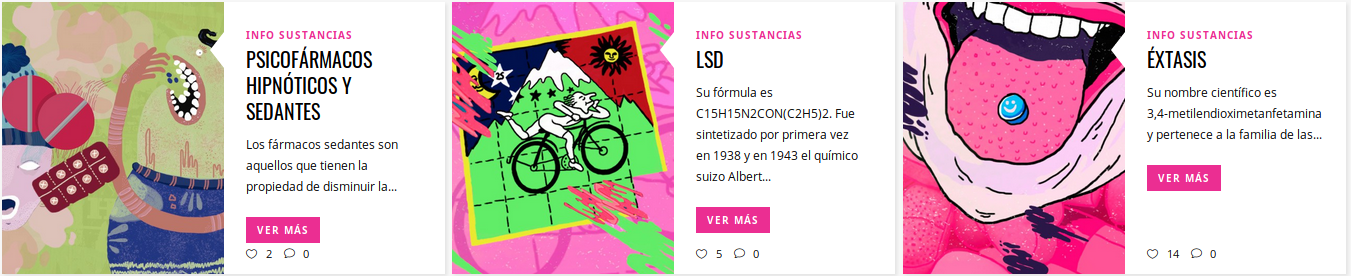 INFO SUSTANCIAS
PSICOFÁRMACOS
HIPNÓTICOS Y
SEDANTES
Los fármacos sedantes son
aquellos que tienen la
propiedad de disminuir la...
VER MÁS
2 0
25
INFO SUSTANCIAS
LSD
Su fórmula es
C15H15N2CON(C2H5)2. Fue
sintetizado por primera vez
en 1938 y en 1943 el químico
suizo Albert...
VER MÁS
5 0
INFO SUSTANCIAS
ÉXTASIS
Su nombre científico es
3,4-metilendioximetanfetamina
y pertenece a la familia de las...
VER MÁS
14 0